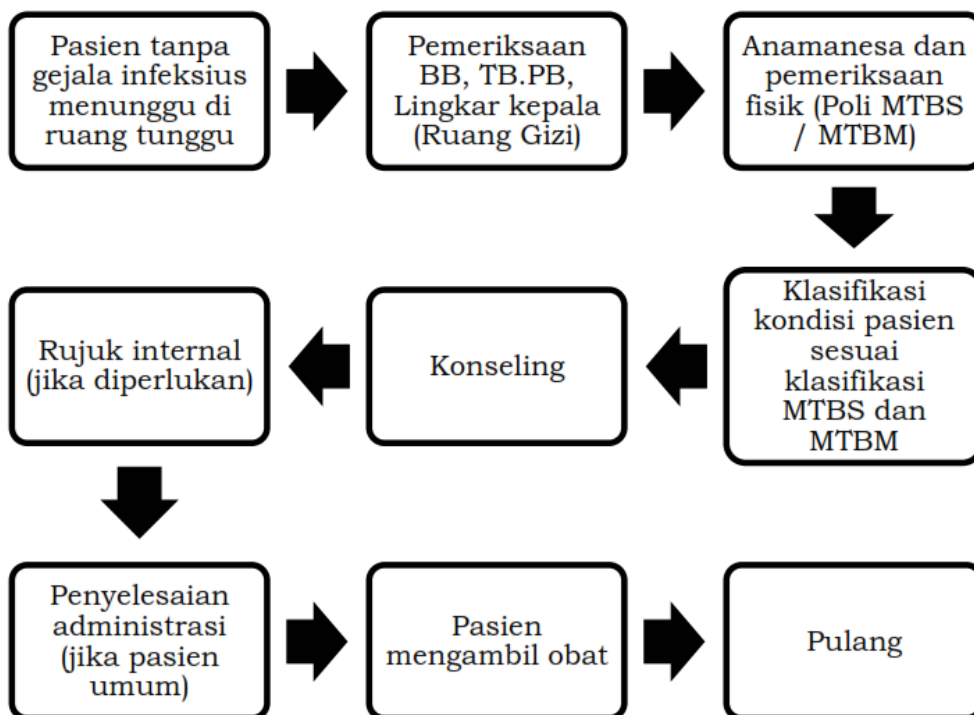 Pasien tanpa
gejala infeksius
menunggu di
ruang tunggu
Pemeriksaan
BB, TB.PB,
Lingkar kepala
(Ruang Gizi)
Anamanesa dan
pemeriksaan
fisik (Poli MTBS
/ MTBM)
Klasifikasi
kondisi pasien
sesuai
klasifikasi
MTBS dan
MTBM
Konseling
Rujuk internal
(jika diperlukan)
Penyelesaian
administrasi
(jika pasien
umum)
Pasien
mengambil obat
Pulang